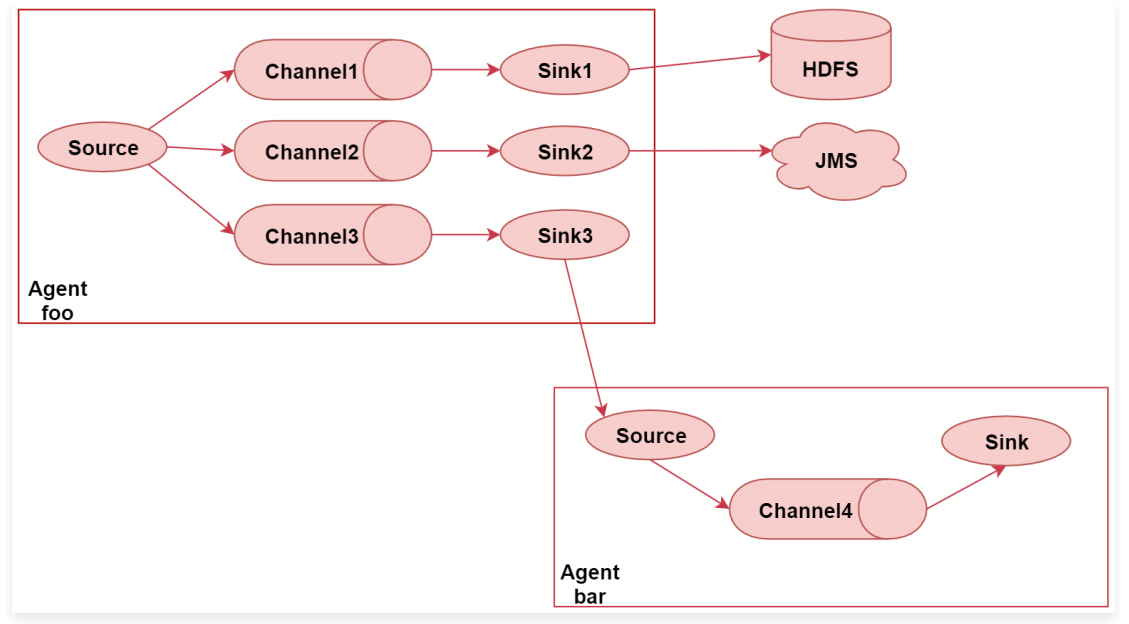 Channel1
Sink1
HDFS
Source
Channel2
Sink2
JMS
Channel3
Sink3
Agent
foo
Source
Sink
Channel4
Agent
bar